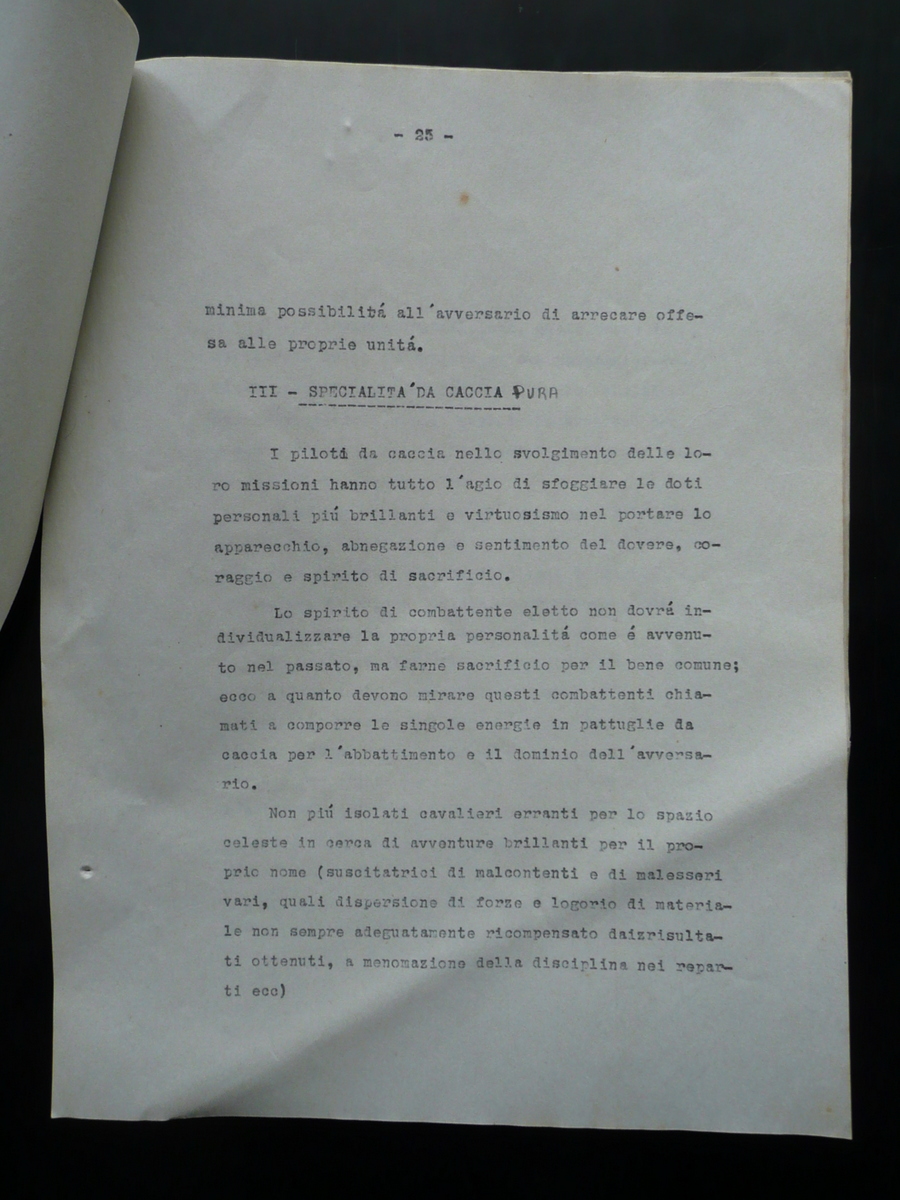 - 25 -
minima possibilitá all'avversario di arrecare offe-
sa alle proprie unitá.
III - SPECIALITA'DA CACCIA PURA
I piloti da caccia nello svolgimento delle lo-
ro missioni hanno tutto l'agio di sfoggiare le doti
personali piú brillanti e virtuosismo nel portare lo
apparecchio, abnegazione e sentimento del dovere, co-
raggio e spirito di sacrificio.
Lo spirito di combattente eletto non dovrá in-
dividualizzare la propria personalitá come é avvenu-
to nel passato, ma farne sacrificio per il bene comune;
ecco a quanto devono mirare questi combattenti chia-
mati a comporre le singole energie in pattuglie da
caccia per l'abbattimento e il dominio dell'avversa-
rio.
Non piú isolati cavalieri erranti per lo spazio
celeste in cerca di avventure brillanti per il pro-
prio nome (suscitatrici di malcontenti e di malesseri
vari, quali dispersione di forze e logorio di materia-
le non sempre adeguatamente ricompensato daizrisulta-
ti ottenuti, a menomazione della disciplina nei repar-
ti ecc)